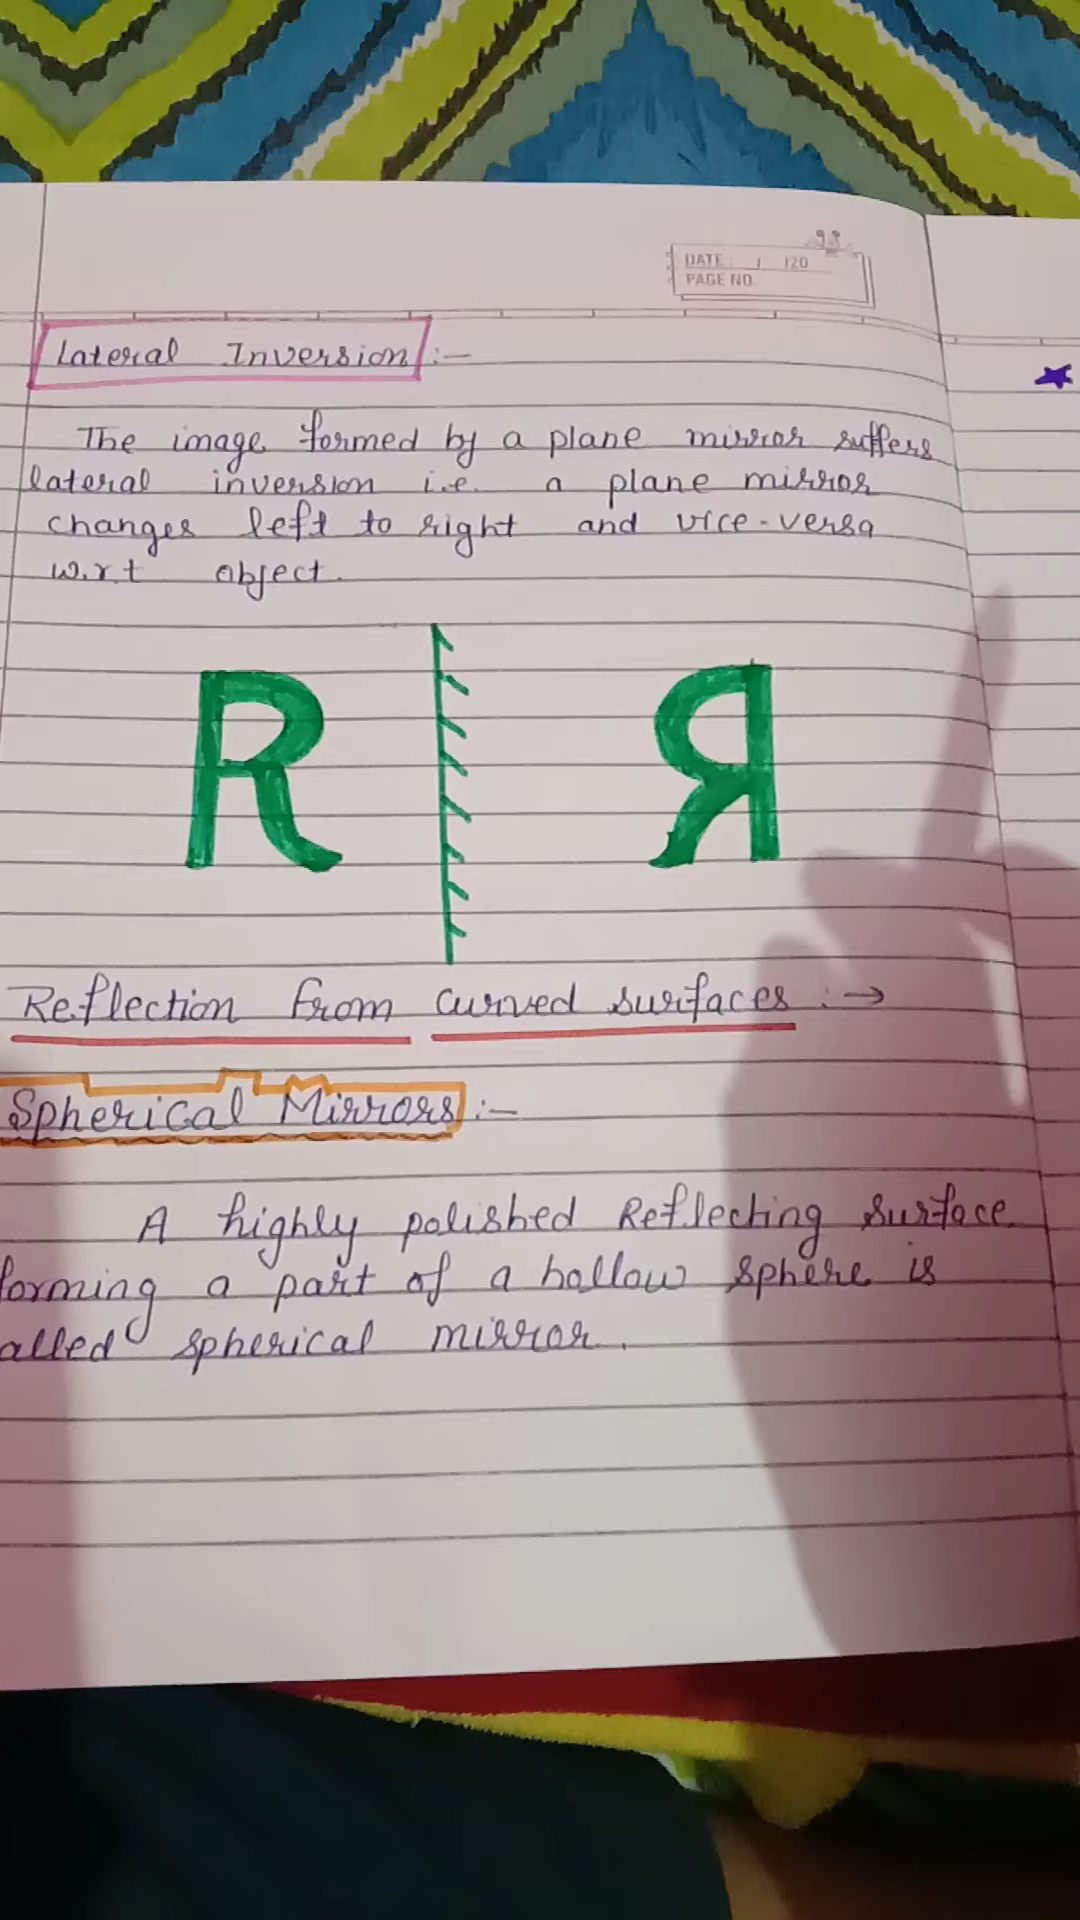 DATE / /20
PAGE NO
Lateral Inversion :-
The image formed by a plane mirror suffers
lateral inversion i.e. a plane mirror
changes left to right and vice-versa
w.r.t object.
R Я
Reflection from curved surfaces :→
Spherical Mirrors :-
A highly polished Reflecting surface
forming a part of a hollow sphere is
alled spherical mirror.